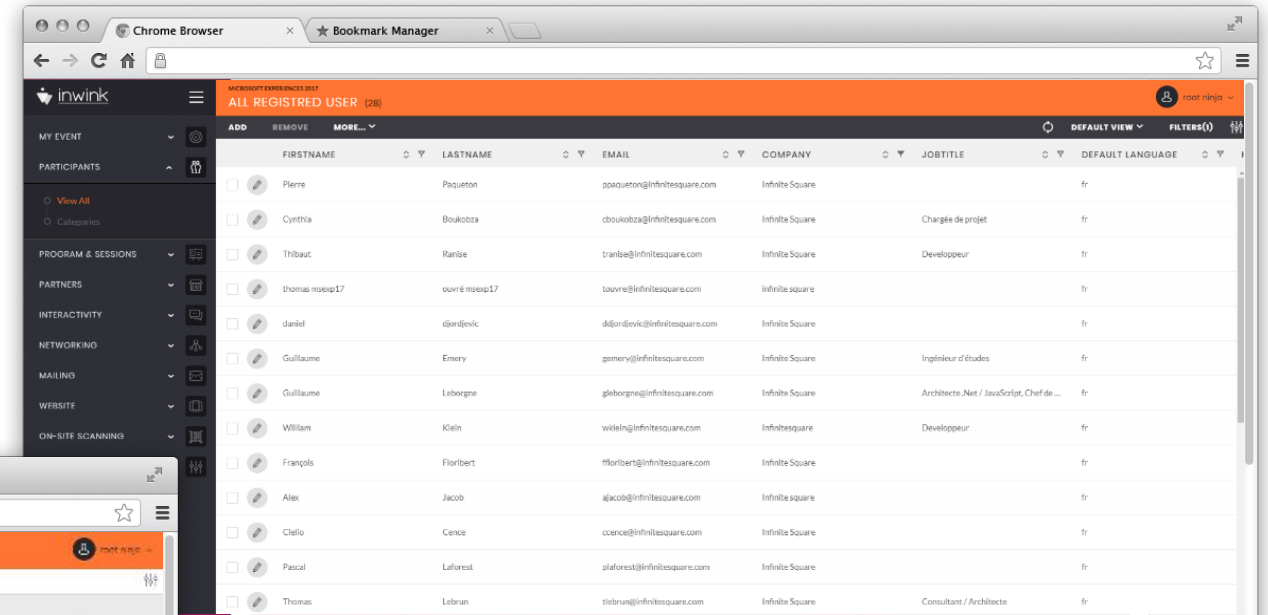 Chrome Browser
Bookmark Manager
inwink
MICROSOFT EXPERIENCES 2017
ALL REGISTRED USER (28)
root ninja
MY EVENT
ADD REMOVE MORE... DEFAULT VIEW FILTERS(1)
PARTICIPANTS
View All
Categories
PROGRAM & SESSIONS
PARTNERS
INTERACTIVITY
NETWORKING
MAILING
WEBSITE
ON-SITE SCANNING
FIRSTNAME LASTNAME EMAIL COMPANY JOBTITLE DEFAULT LANGUAGE
Pierre Paqueton ppaqueton@infinitesquare.com Infinite Square fr
Cynthia Boukobza cboukobza@infinitesquare.com Infinite Square Chargée de projet fr
Thibaut Ranise tranise@infinitesquare.com Infinite Square Developpeur fr
thomas msexp17 ouvré msexp17 touvre@infinitesquare.com infinite square fr
daniel djordjevic ddjordjevic@infinitesquare.com Infinite Square fr
Guillaume Emery gemery@infinitesquare.com Infinite Square Ingénieur d'études fr
Guillaume Leborgne gleborgne@infinitesquare.com Infinite Square Architecte .Net / JavaScript, Chef de ... fr
William Klein wklein@infinitesquare.com Infinitesquare Developpeur fr
François Floribert ffloribert@infinitesquare.com Infinite Square fr
Alex Jacob ajacob@infinitesquare.com Infinite square fr
Clelio Cence ccence@infinitesquare.com Infinite Square fr
Pascal Laforest plaforest@infinitesquare.com Infinite Square fr
Thomas Lebrun tlebrun@infinitesquare.com Infinite Square Consultant / Architecte fr
root ninja